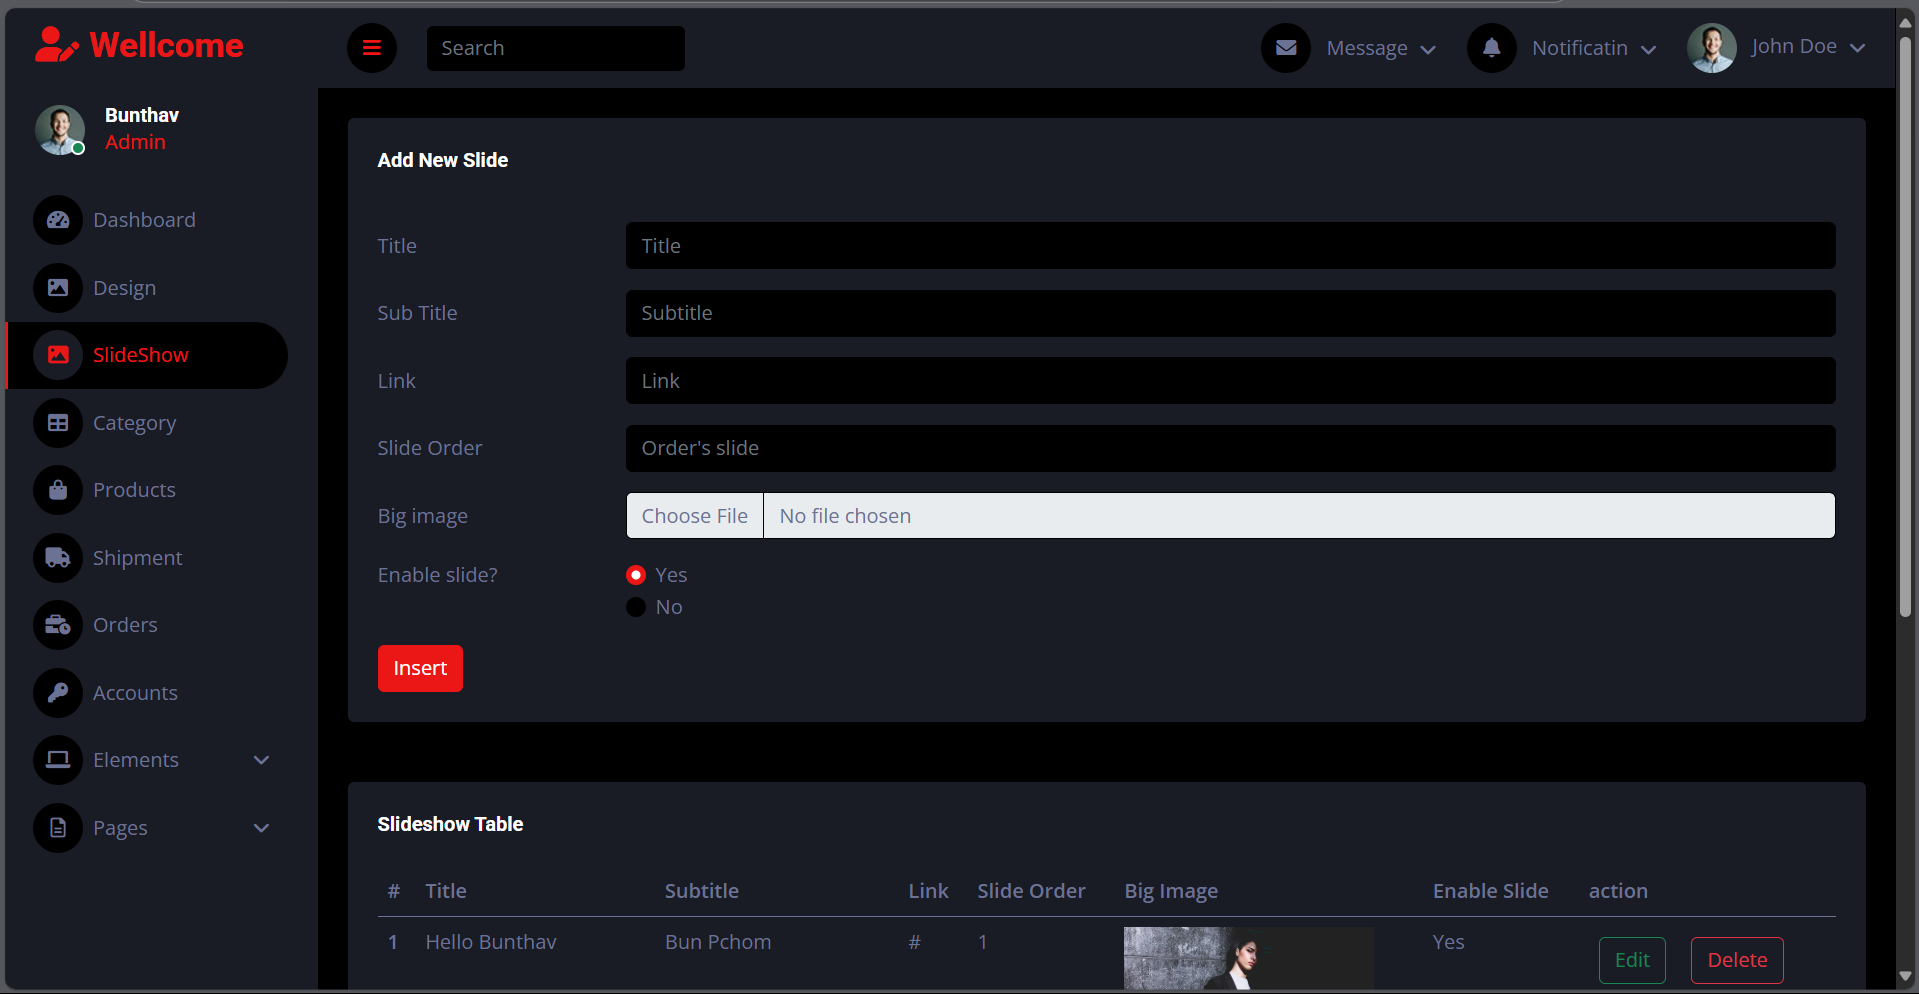 Wellcome
Search
Message
Notificatin
John Doe
Bunthav
Admin
Dashboard
Design
SlideShow
Category
Products
Shipment
Orders
Accounts
Elements
Pages
Add New Slide
Title Title
Sub Title Subtitle
Link Link
Slide Order Order's slide
Big image Choose File No file chosen
Enable slide? Yes
No
Insert
Slideshow Table
# Title Subtitle Link Slide Order Big Image Enable Slide action
1 Hello Bunthav Bun Pchom # 1 Yes Edit Delete